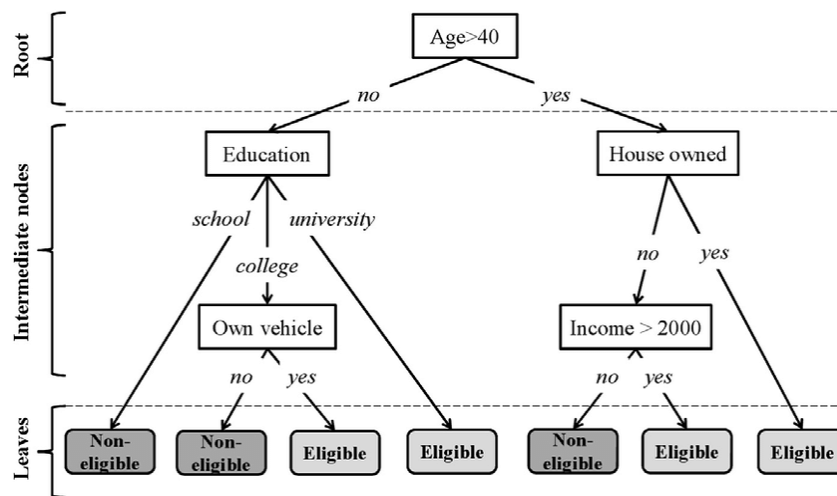 Root
Age>40
no
yes
Intermediate nodes
Education
House owned
school
university
college
no
yes
Own vehicle
Income > 2000
no
yes
no
yes
Leaves
Non-
eligible
Non-
eligible
Eligible
Eligible
Non-
eligible
Eligible
Eligible